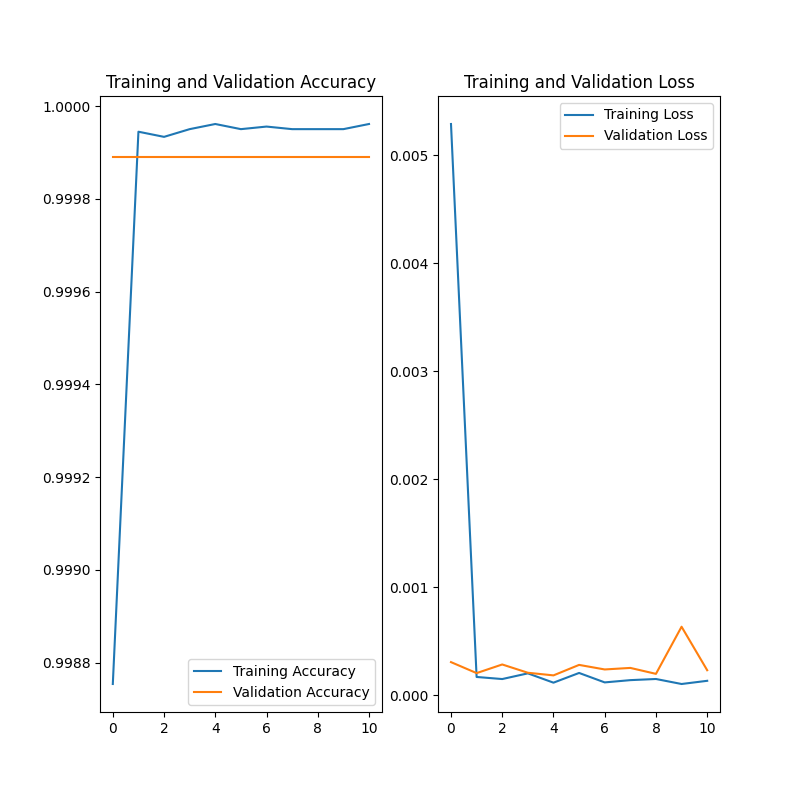 Training and Validation Accuracy
1.0000
0.9998
0.9996
0.9994
0.9992
0.9990
0.9988
0 2 4 6 8 10
Training Accuracy
Validation Accuracy
Training and Validation Loss
0.005
0.004
0.003
0.002
0.001
0.000
0 2 4 6 8 10
Training Loss
Validation Loss